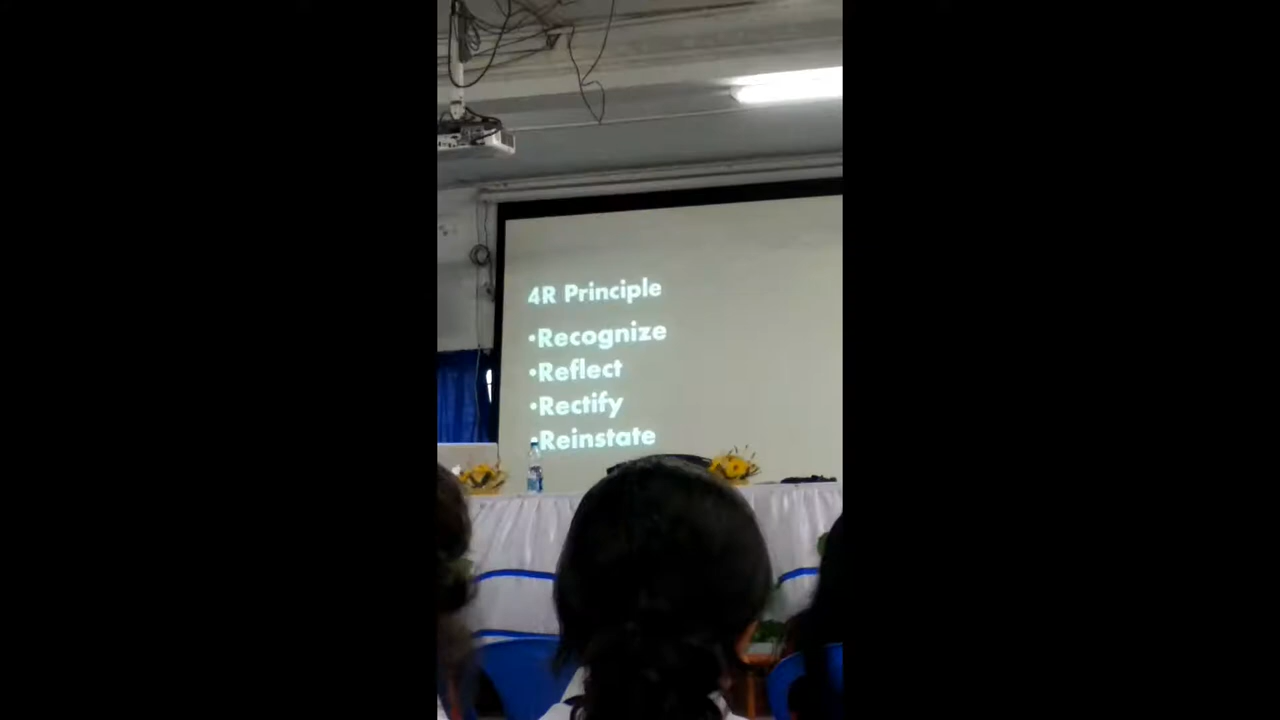 4R Principle
•Recognize
•Reflect
•Rectify
•Reinstate